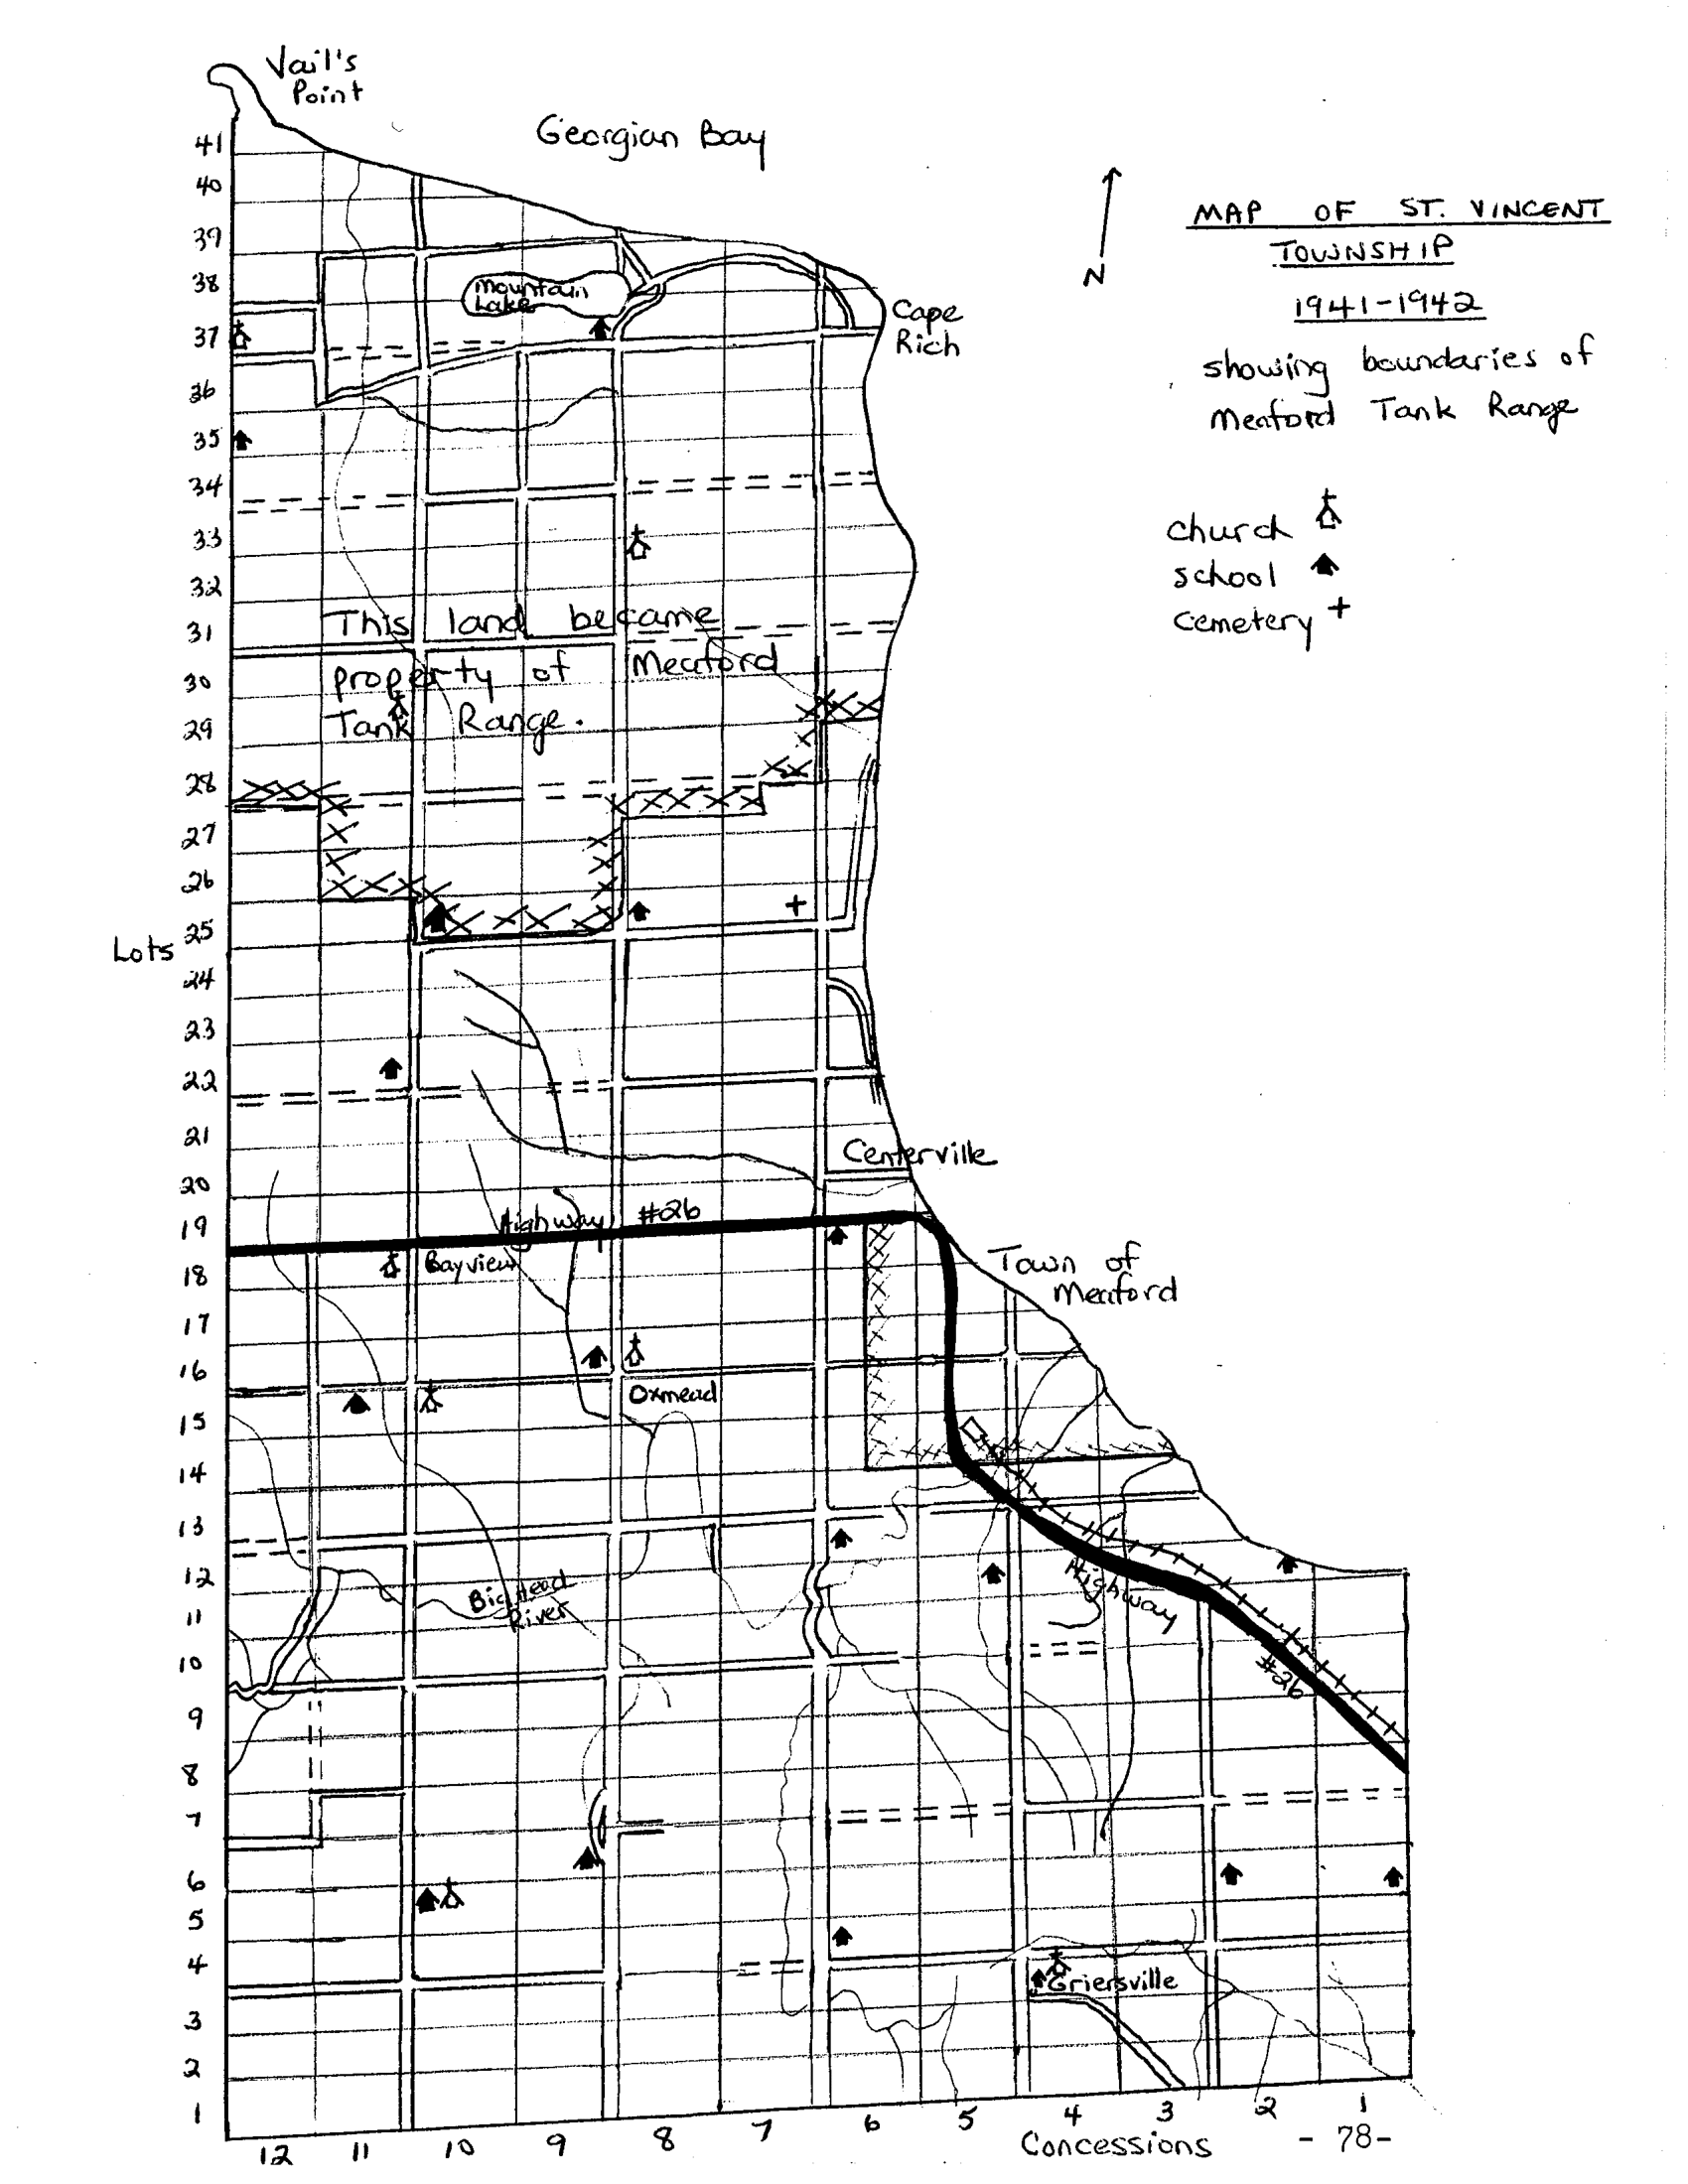 Vail's
Point
Georgian Bay
MAP OF ST. VINCENT
TOWNSHIP
1941-1942
showing boundaries of
Meaford Tank Range
N
church
school
cemetery +
Mountain
Lake
Cape
Rich
This land became
property of Meaford
Tank Range.
Lots
41
40
39
38
37
36
35
34
33
32
31
30
29
28
27
26
25
24
23
22
21
20
19
18
17
16
15
14
13
12
11
10
9
8
7
6
5
4
3
2
1
Centerville
Highway #26
Bayview
Town of
Meaford
Oxmead
Bighead
River
Highway
#26
Griersville
12 11 10 9 8 7 6 5 4 3 2 1
Concessions
- 78 -